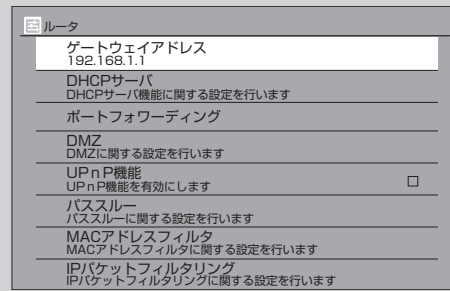 ルータ
ゲートウェイアドレス
192.168.1.1
DHCPサーバ
DHCPサーバ機能に関する設定を行います
ポートフォワーディング
DMZ
DMZに関する設定を行います
UPnP機能
UPnP機能を有効にします
パススルー
パススルーに関する設定を行います
MACアドレスフィルタ
MACアドレスフィルタに関する設定を行います
IPパケットフィルタリング
IPパケットフィルタリングに関する設定を行います